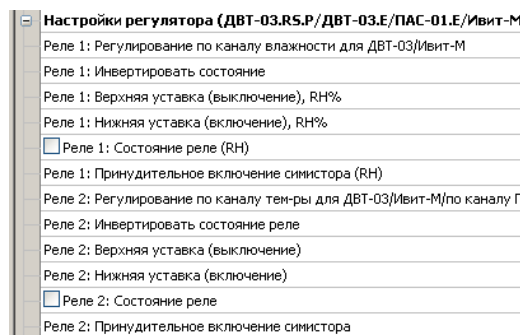 Настройки регулятора (ДВТ-03.RS.P/ДВТ-03.Е/ПАС-01.Е/Ивит-М
Реле 1: Регулирование по каналу влажности для ДВТ-03/Ивит-М
Реле 1: Инвертировать состояние
Реле 1: Верхняя уставка (выключение), RH%
Реле 1: Нижняя уставка (включение), RH%
Реле 1: Состояние реле (RH)
Реле 1: Принудительное включение симистора (RH)
Реле 2: Регулирование по каналу тем-ры для ДВТ-03/Ивит-М/по каналу
Реле 2: Инвертировать состояние реле
Реле 2: Верхняя уставка (выключение)
Реле 2: Нижняя уставка (включение)
Реле 2: Состояние реле
Реле 2: Принудительное включение симистора